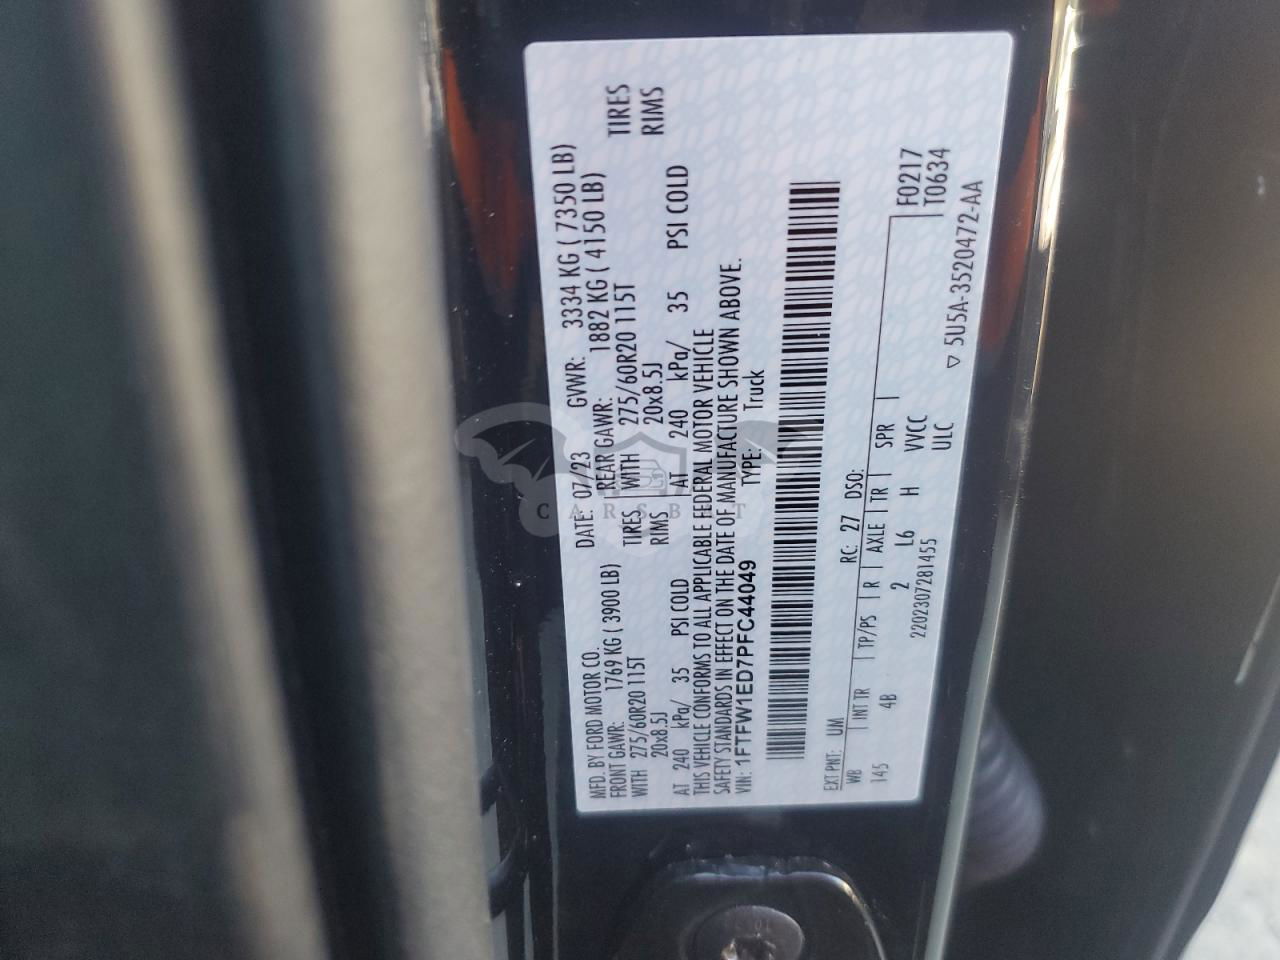 MFD. BY FORD MOTOR CO.
DATE: 07/23 GVWR: 3334 KG ( 7350 LB)
FRONT GAWR: 1769 KG ( 3900 LB)
REAR GAWR: 1882 KG ( 4150 LB)
WITH 275/60R20 115T TIRES WITH 275/60R20 115T TIRES
20x8.5J RIMS 20x8.5J RIMS
AT 240 kPa/ 35 PSI COLD AT 240 kPa/ 35 PSI COLD
THIS VEHICLE CONFORMS TO ALL APPLICABLE FEDERAL MOTOR VEHICLE
SAFETY STANDARDS IN EFFECT ON THE DATE OF MANUFACTURE SHOWN ABOVE.
VIN: 1FTFW1ED7PFC44049 TYPE: Truck
EXT PNT: UM RC: 27 DSO:
WB INT TR TP/PS R AXLE TR SPR F0217
145 4B 2 L6 H VVCC T0634
2202307281455 ULC
▽ 5U5A-3520472-AA
CARSBIT